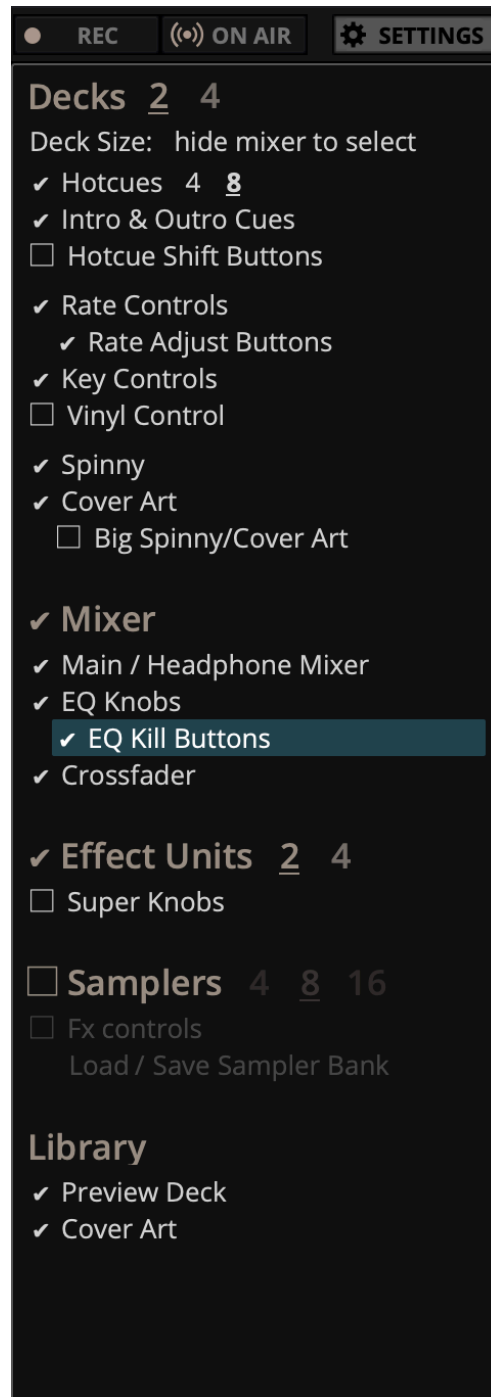 REC ON AIR SETTINGS
Decks 2 4
Deck Size: hide mixer to select
✔ Hotcues 4 8
✔ Intro & Outro Cues
☐ Hotcue Shift Buttons
✔ Rate Controls
✔ Rate Adjust Buttons
✔ Key Controls
☐ Vinyl Control
✔ Spinny
✔ Cover Art
☐ Big Spinny/Cover Art
✔ Mixer
✔ Main / Headphone Mixer
✔ EQ Knobs
✔ EQ Kill Buttons
✔ Crossfader
✔ Effect Units 2 4
☐ Super Knobs
☐ Samplers 4 8 16
☐ Fx controls
Load / Save Sampler Bank
Library
✔ Preview Deck
✔ Cover Art